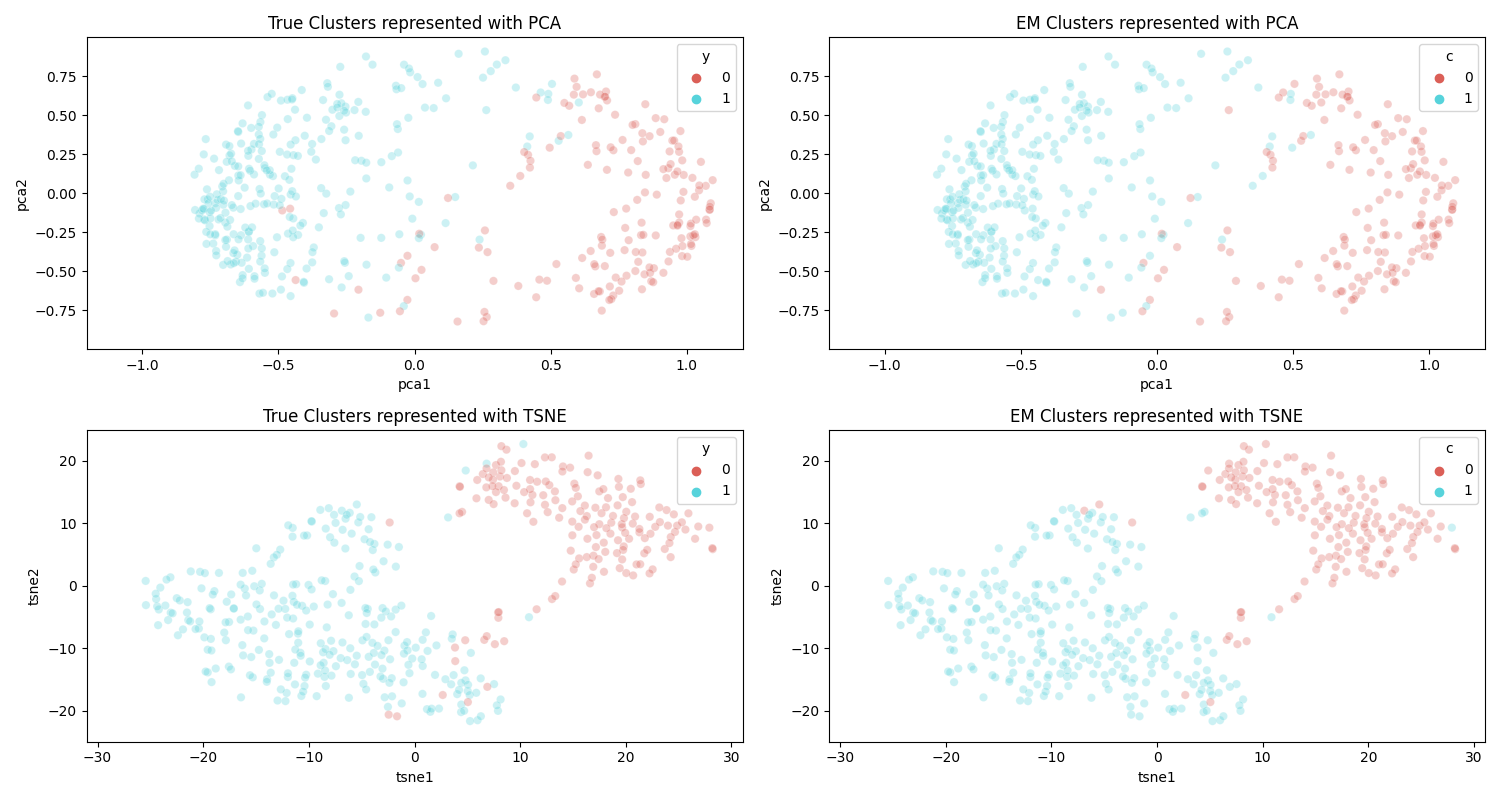 True Clusters represented with PCA
y
0
1
0.75
0.50
0.25
0.00
−0.25
−0.50
−0.75
pca2
−1.0 −0.5 0.0 0.5 1.0
pca1
EM Clusters represented with PCA
c
0
1
0.75
0.50
0.25
0.00
−0.25
−0.50
−0.75
pca2
−1.0 −0.5 0.0 0.5 1.0
pca1
True Clusters represented with TSNE
y
0
1
20
10
0
−10
−20
tsne2
−30 −20 −10 0 10 20 30
tsne1
EM Clusters represented with TSNE
c
0
1
20
10
0
−10
−20
tsne2
−30 −20 −10 0 10 20 30
tsne1